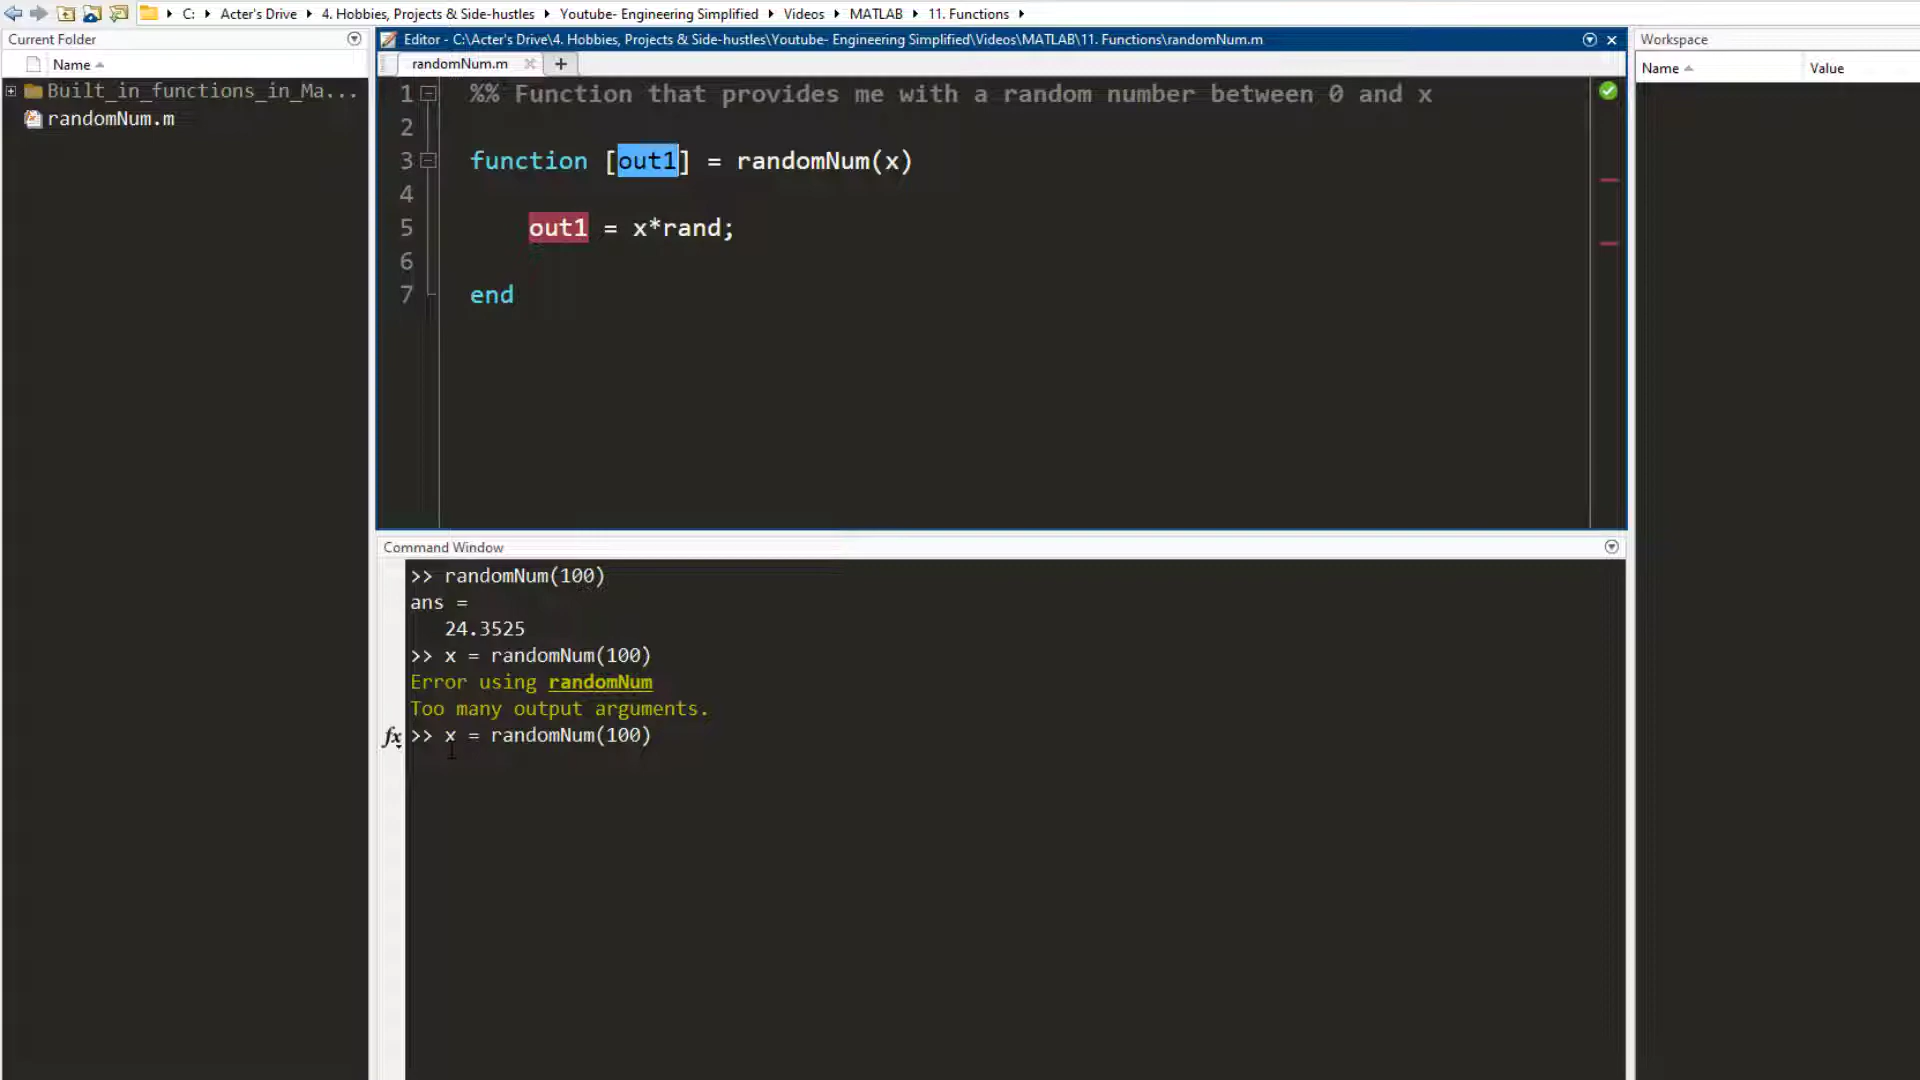 C: Acter's Drive 4. Hobbies, Projects & Side-hustles Youtube- Engineering Simplified Videos MATLAB 11. Functions
Current Folder
Name
Built_in_functions_in_Ma...
randomNum.m
Editor - C:\Acter's Drive\4. Hobbies, Projects & Side-hustles\Youtube- Engineering Simplified\Videos\MATLAB\11. Functions\randomNum.m
randomNum.m
1 %% Function that provides me with a random number between 0 and x
2
3 function [out1] = randomNum(x)
4
5 out1 = x*rand;
6
7 end
Command Window
>> randomNum(100)
ans =
24.3525
>> x = randomNum(100)
Error using randomNum
Too many output arguments.
fx >> x = randomNum(100)
Workspace
Name Value